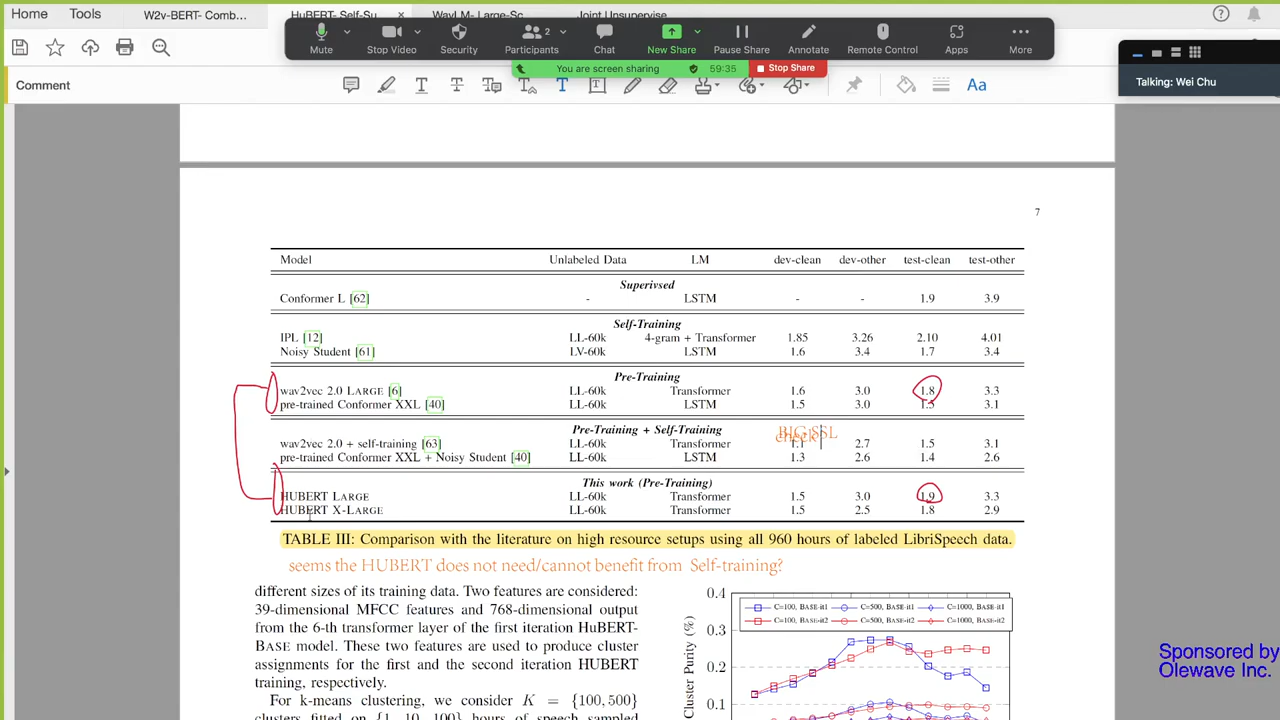 Home Tools W2v-BERT- Comb... HuBERT- Self-Su... × WavLM- Large-Sc... Joint Unsupervise...
Mute Stop Video Security Participants 2 Chat New Share Pause Share Annotate Remote Control Apps More
You are screen sharing 59:35 Stop Share
Talking: Wei Chu
Comment Aa
7
Model Unlabeled Data LM dev-clean dev-other test-clean test-other
Superivsed
Conformer L [62] - LSTM - - 1.9 3.9
Self-Training
IPL [12] LL-60k 4-gram + Transformer 1.85 3.26 2.10 4.01
Noisy Student [61] LV-60k LSTM 1.6 3.4 1.7 3.4
Pre-Training
wav2vec 2.0 LARGE [6] LL-60k Transformer 1.6 3.0 1.8 3.3
pre-trained Conformer XXL [40] LL-60k LSTM 1.5 3.0 1.5 3.1
Pre-Training + Self-Training
BIG SSL
check
wav2vec 2.0 + self-training [63] LL-60k Transformer 1.1 2.7 1.5 3.1
pre-trained Conformer XXL + Noisy Student [40] LL-60k LSTM 1.3 2.6 1.4 2.6
This work (Pre-Training)
HUBERT LARGE LL-60k Transformer 1.5 3.0 1.9 3.3
HUBERT X-LARGE LL-60k Transformer 1.5 2.5 1.8 2.9
TABLE III: Comparison with the literature on high resource setups using all 960 hours of labeled LibriSpeech data.
seems the HUBERT does not need/cannot benefit from Self-training?
different sizes of its training data. Two features are considered:
39-dimensional MFCC features and 768-dimensional output
from the 6-th transformer layer of the first iteration HuBERT-
BASE model. These two features are used to produce cluster
assignments for the first and the second iteration HUBERT
training, respectively.
For k-means clustering, we consider K = {100, 500}
clusters fitted on {1, 10, 100} hours of speech sampled
0.4
0.3
0.2
0.1
Cluster Purity (%)
C=100, BASE-it1 C=500, BASE-it1 C=1000, BASE-it1
C=100, BASE-it2 C=500, BASE-it2 C=1000, BASE-it2
Sponsored by
Olewave Inc.